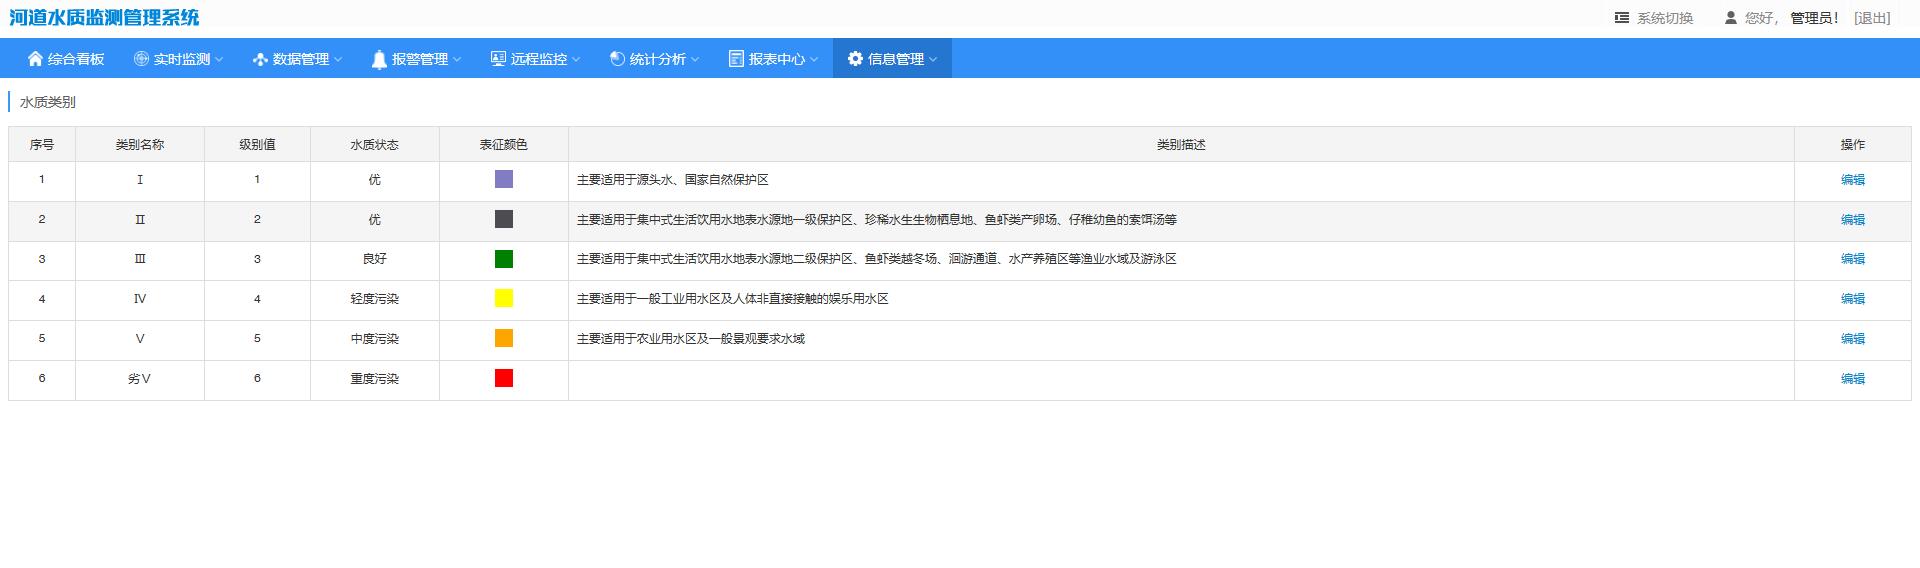 河道水质监测管理系统
系统切换 您好， 管理员！ [退出]
综合看板 实时监测 数据管理 报警管理 远程监控 统计分析 报表中心 信息管理
水质类别
序号 类别名称 级别值 水质状态 表征颜色 类别描述 操作
1 Ⅰ 1 优 主要适用于源头水、国家自然保护区 编辑
2 Ⅱ 2 优 主要适用于集中式生活饮用水地表水源地一级保护区、珍稀水生生物栖息地、鱼虾类产卵场、仔稚幼鱼的索饵汤等 编辑
3 Ⅲ 3 良好 主要适用于集中式生活饮用水地表水源地二级保护区、鱼虾类越冬场、洄游通道、水产养殖区等渔业水域及游泳区 编辑
4 Ⅳ 4 轻度污染 主要适用于一般工业用水区及人体非直接接触的娱乐用水区 编辑
5 Ⅴ 5 中度污染 主要适用于农业用水区及一般景观要求水域 编辑
6 劣Ⅴ 6 重度污染 编辑